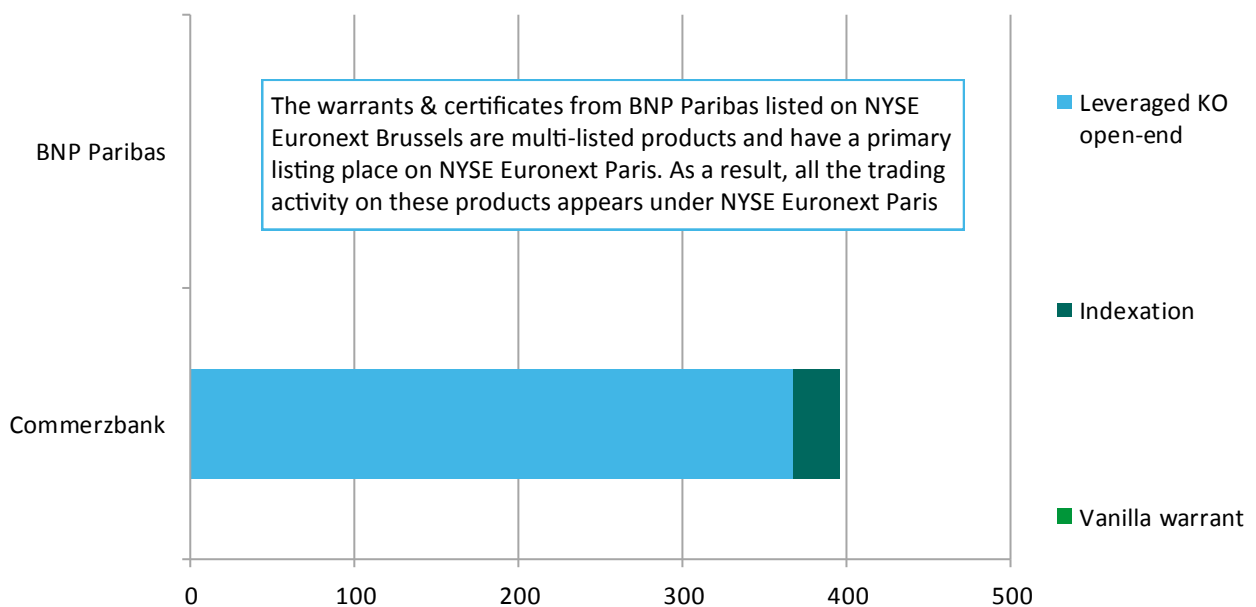 The warrants & certificates from BNP Paribas listed on NYSE
Euronext Brussels are multi-listed products and have a primary
listing place on NYSE Euronext Paris. As a result, all the trading
activity on these products appears under NYSE Euronext Paris
BNP Paribas
Commerzbank
0 100 200 300 400 500
Leveraged KO
open-end
Indexation
Vanilla warrant